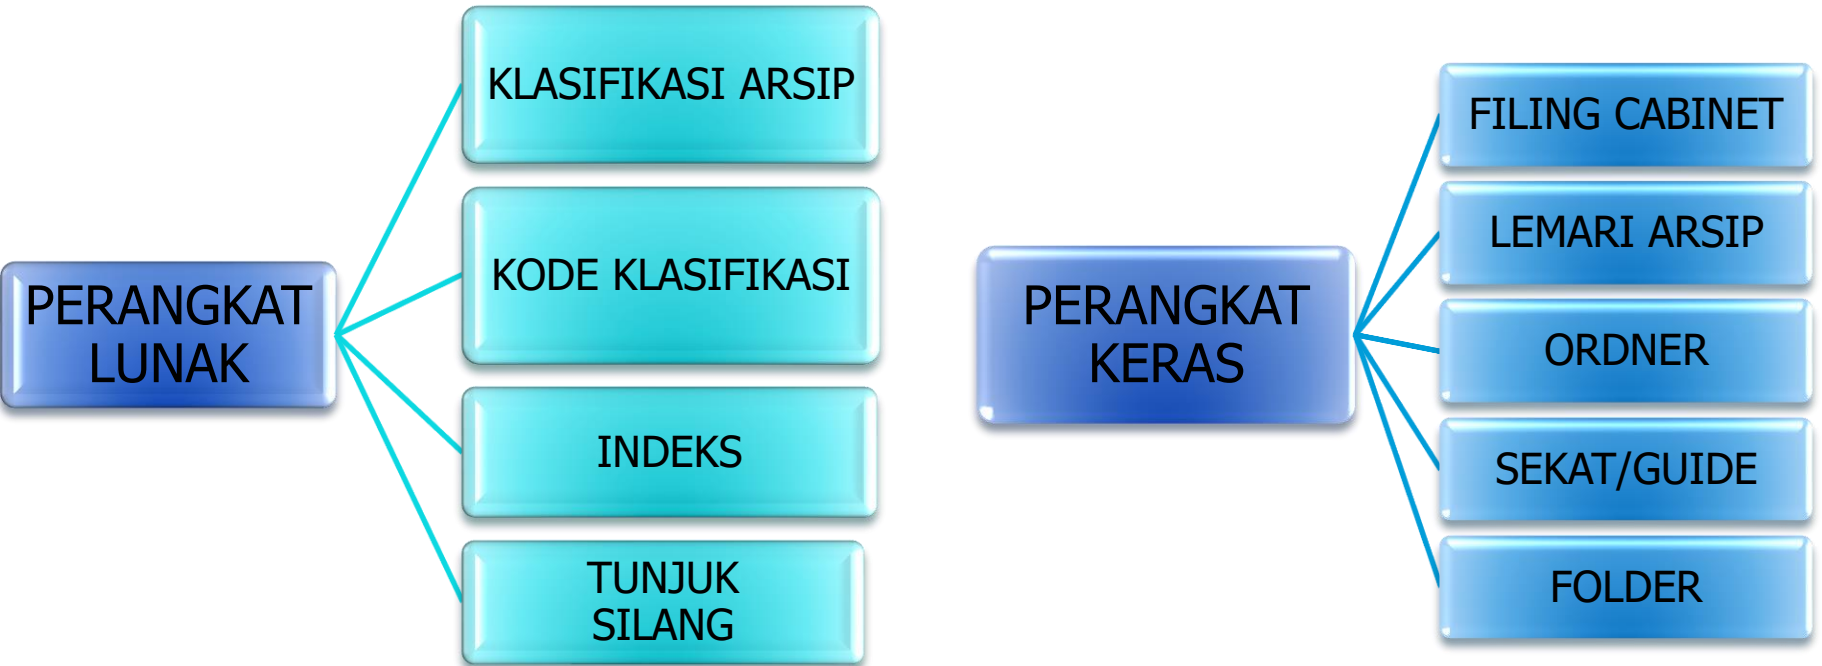 PERANGKAT
LUNAK
KLASIFIKASI ARSIP
KODE KLASIFIKASI
INDEKS
TUNJUK
SILANG
PERANGKAT
KERAS
FILING CABINET
LEMARI ARSIP
ORDNER
SEKAT/GUIDE
FOLDER